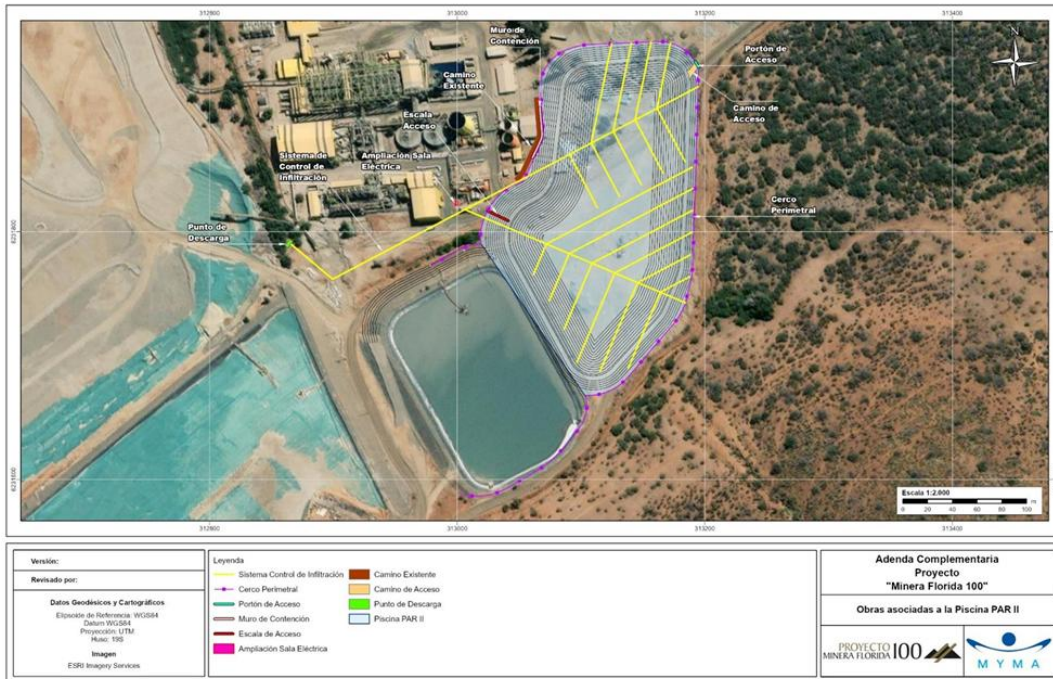 312800
313000
313200
313400
N
Muro de
Contención
Portón de
Acceso
Camino
Existente
Camino de
Acceso
Escala
Acceso
Sistema de
Control de
Infiltración
Ampliación Sala
Eléctrica
Cerco
Perimetral
Punto de
Descarga
Escala 1:2.000
m
0 20 40 60 80 100
312800
313000
313200
313400
Versión:
Revisado por:
Datos Geodésicos y Cartográficos
Elipsoide de Referencia: WGS84
Datum WGS84
Proyección: UTM
Huso: 19S
Imagen
ESRI Imagery Services
Leyenda
Sistema Control de Infiltración
Cerco Perimetral
Portón de Acceso
Muro de Contención
Escala de Acceso
Ampliación Sala Eléctrica
Camino Existente
Camino de Acceso
Punto de Descarga
Piscina PAR II
Adenda Complementaria
Proyecto
"Minera Florida 100"
Obras asociadas a la Piscina PAR II
PROYECTO
MINERA FLORIDA 100
MYMA